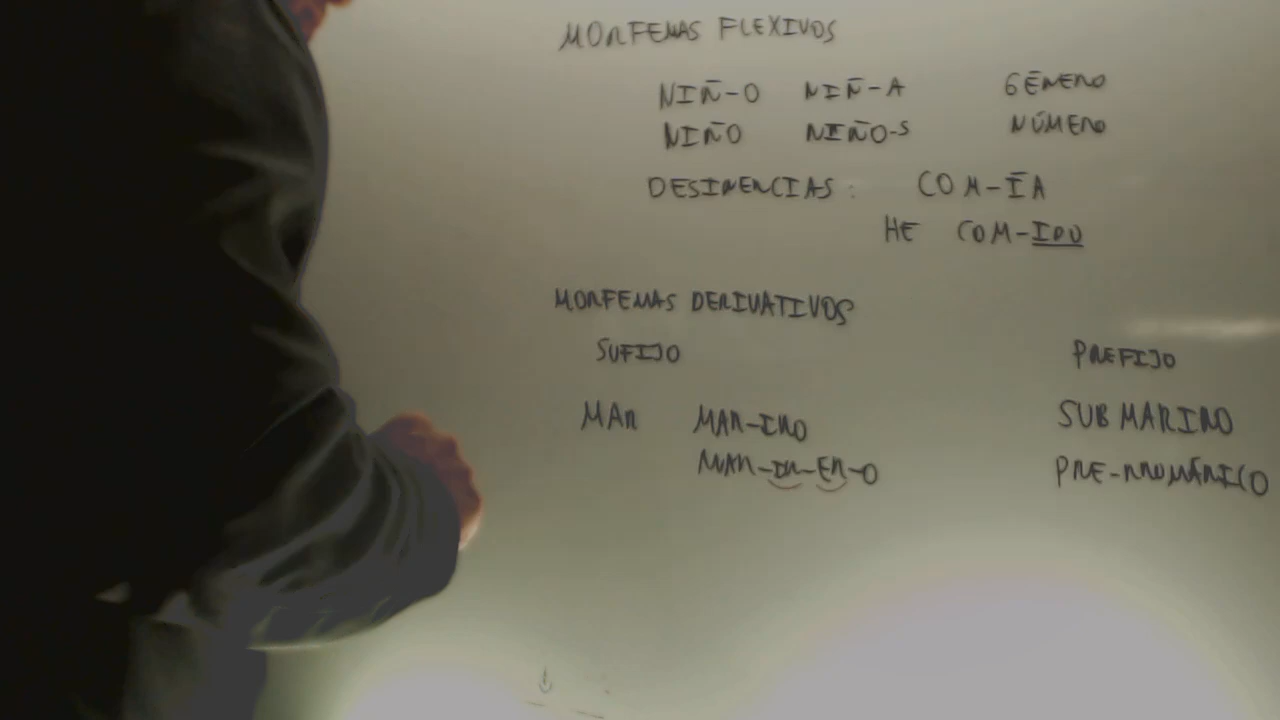 MORFEMAS FLEXIVOS
NIÑ-O NIÑ-A GÉNERO
NIÑO NIÑO-S NÚMERO
DESINENCIAS: COM-ÍA
HE COM-IDO
MORFEMAS DERIVATIVOS
SUFIJO PREFIJO
MAR MAR-INO SUBMARINO
MAR-IN-ER-O PRE-RROMÁNICO